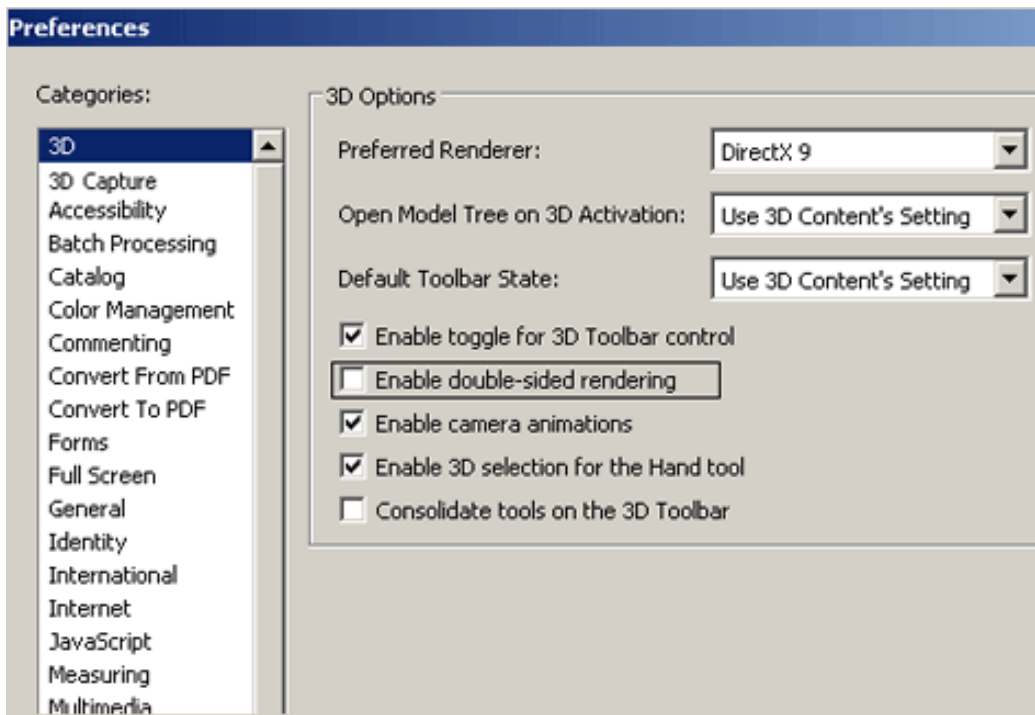 Preferences
Categories:
3D
3D Capture
Accessibility
Batch Processing
Catalog
Color Management
Commenting
Convert From PDF
Convert To PDF
Forms
Full Screen
General
Identity
International
Internet
JavaScript
Measuring
Multimedia
3D Options
Preferred Renderer: DirectX 9
Open Model Tree on 3D Activation: Use 3D Content's Setting
Default Toolbar State: Use 3D Content's Setting
Enable toggle for 3D Toolbar control
Enable double-sided rendering
Enable camera animations
Enable 3D selection for the Hand tool
Consolidate tools on the 3D Toolbar